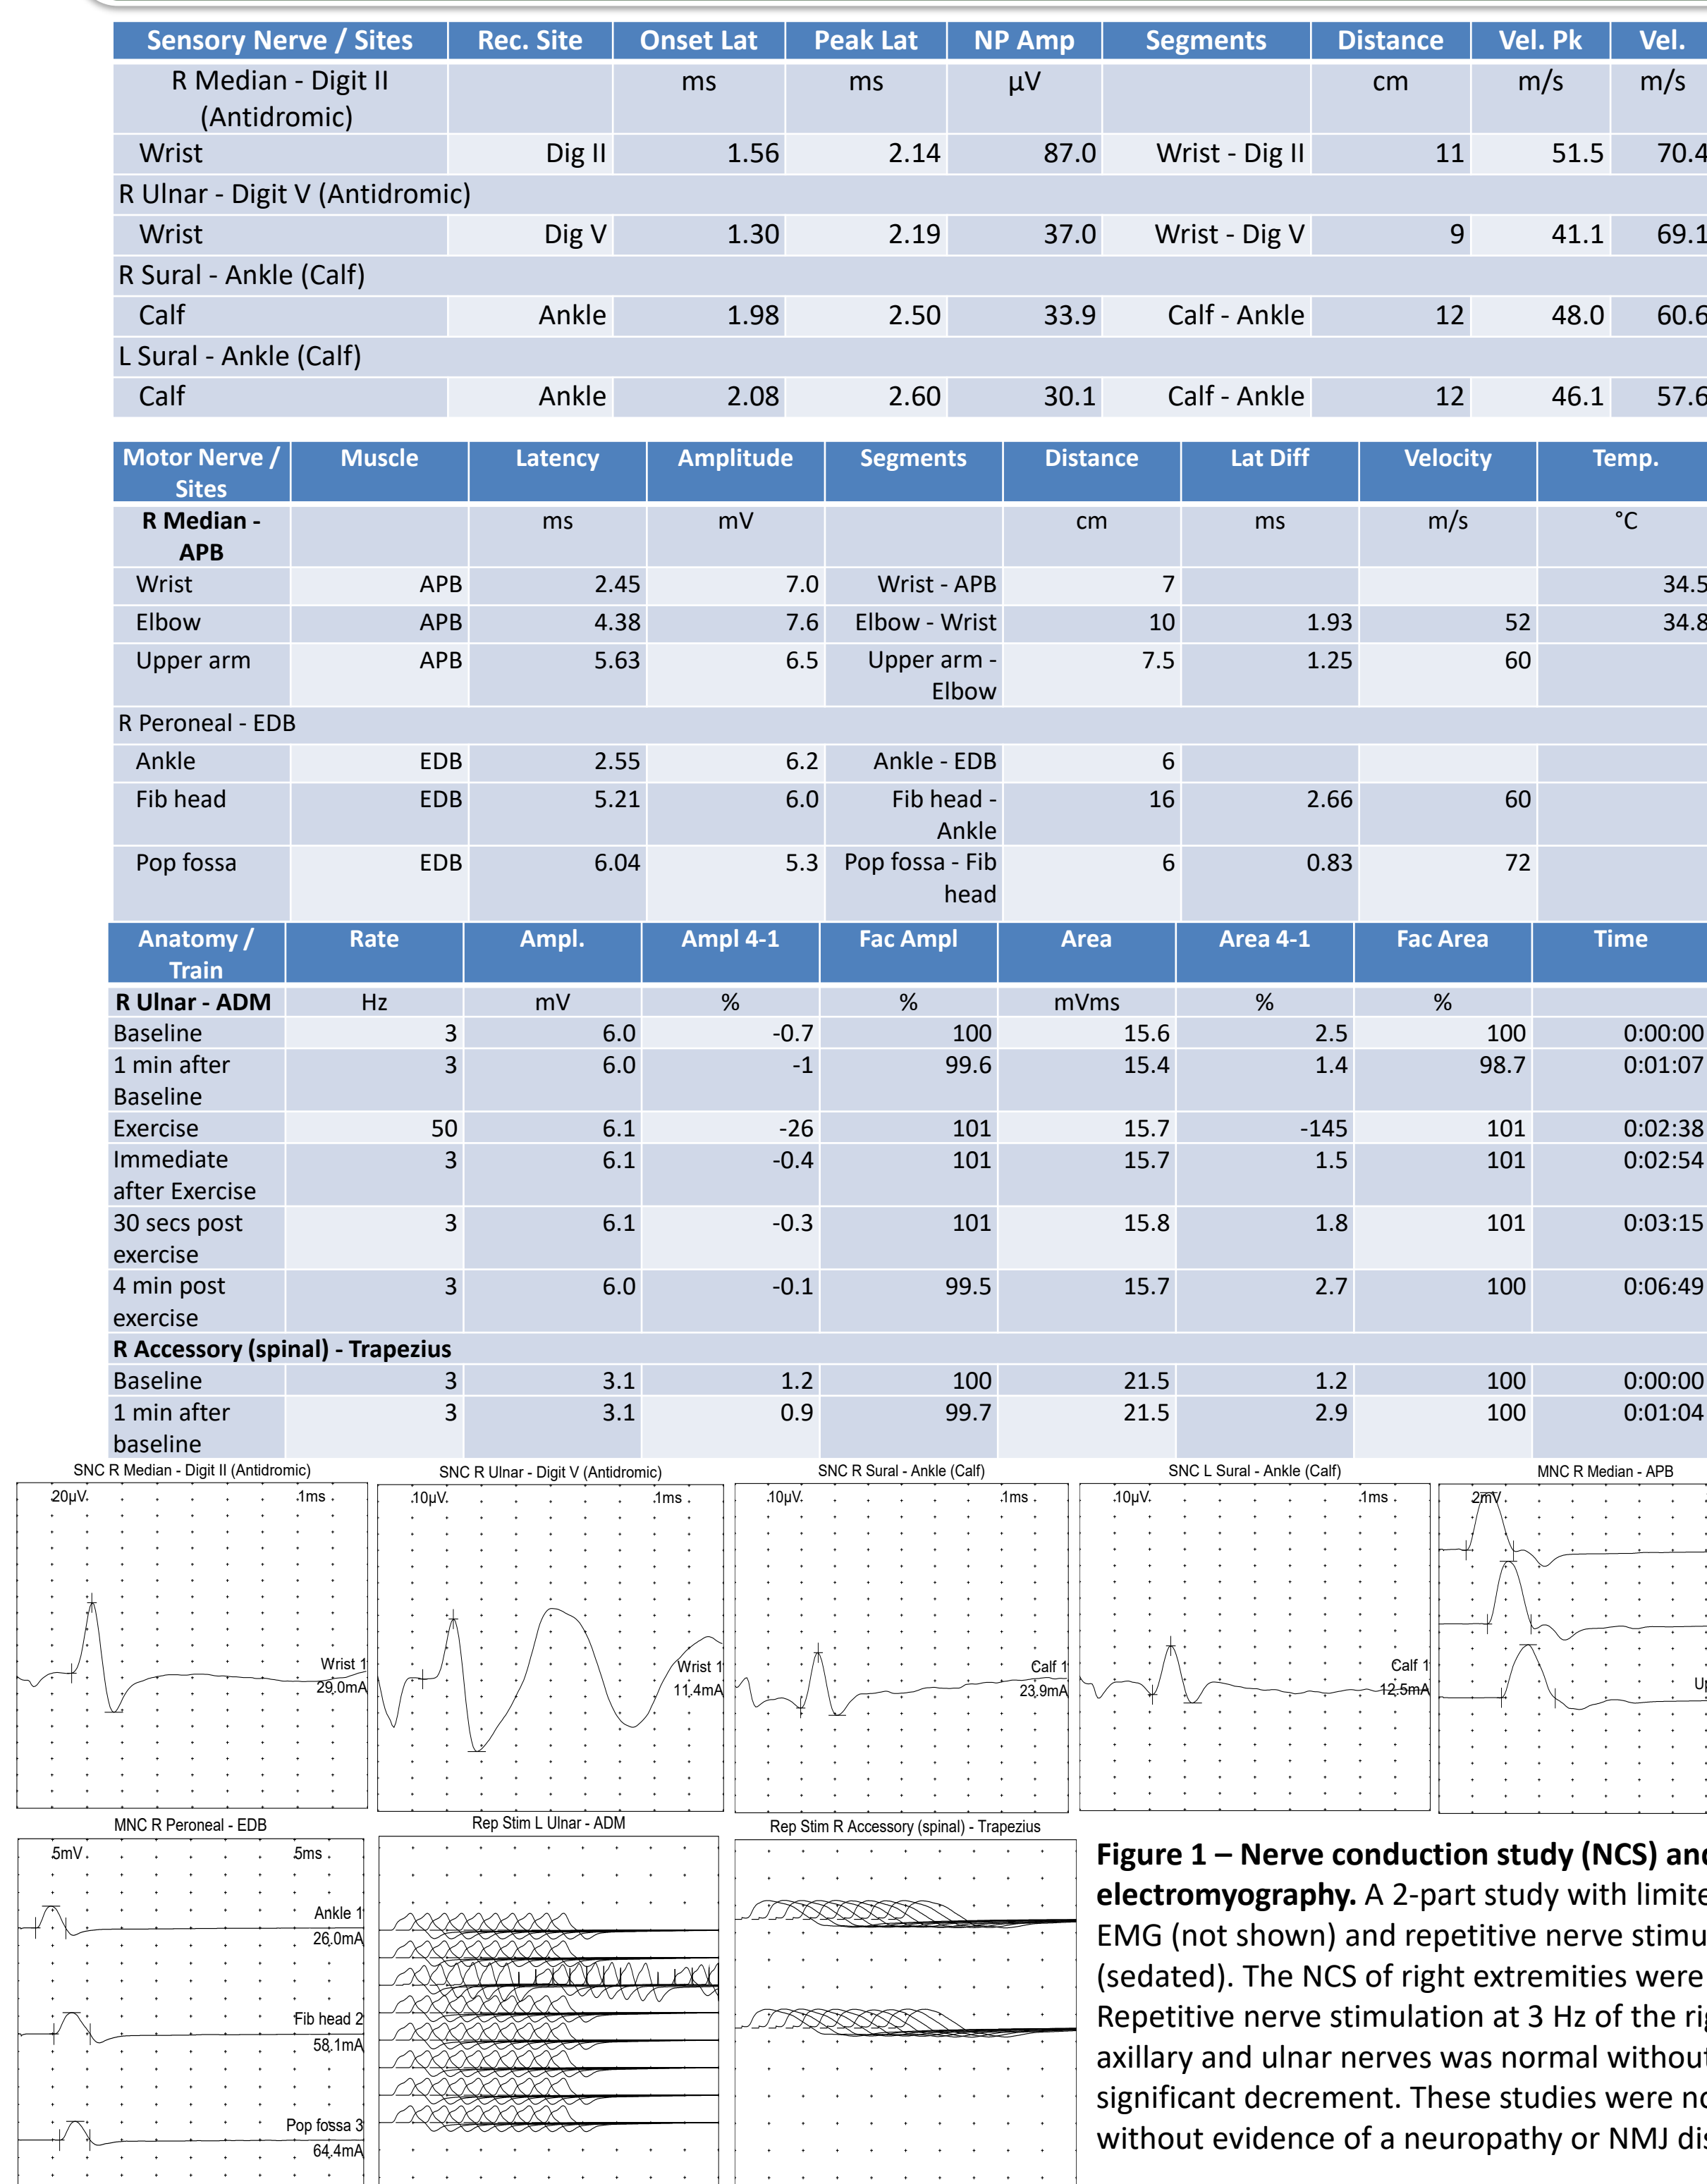 Sensory Nerve / Sites Rec. Site Onset Lat Peak Lat NP Amp Segments Distance Vel. Pk Vel.
R Median - Digit II ms ms µV cm m/s m/s
(Antidromic)
Wrist Dig II 1.56 2.14 87.0 Wrist - Dig II 11 51.5 70.4
R Ulnar - Digit V (Antidromic)
Wrist Dig V 1.30 2.19 37.0 Wrist - Dig V 9 41.1 69.1
R Sural - Ankle (Calf)
Calf Ankle 1.98 2.50 33.9 Calf - Ankle 12 48.0 60.6
L Sural - Ankle (Calf)
Calf Ankle 2.08 2.60 30.1 Calf - Ankle 12 46.1 57.6
Motor Nerve / Muscle Latency Amplitude Segments Distance Lat Diff Velocity Temp.
Sites
R Median - ms mV cm ms m/s °C
APB
Wrist APB 2.45 7.0 Wrist - APB 7 34.5
Elbow APB 4.38 7.6 Elbow - Wrist 10 1.93 52 34.8
Upper arm APB 5.63 6.5 Upper arm - 7.5 1.25 60
Elbow
R Peroneal - EDB
Ankle EDB 2.55 6.2 Ankle - EDB 6
Fib head EDB 5.21 6.0 Fib head - 16 2.66 60
Ankle
Pop fossa EDB 6.04 5.3 Pop fossa - Fib 6 0.83 72
head
Anatomy / Rate Ampl. Ampl 4-1 Fac Ampl Area Area 4-1 Fac Area Time
Train
R Ulnar - ADM Hz mV % % mVms % %
Baseline 3 6.0 -0.7 100 15.6 2.5 100 0:00:00
1 min after 3 6.0 -1 99.6 15.4 1.4 98.7 0:01:07
Baseline
Exercise 50 6.1 -26 101 15.7 -145 101 0:02:38
Immediate 3 6.1 -0.4 101 15.7 1.5 101 0:02:54
after Exercise
30 secs post 3 6.1 -0.3 101 15.8 1.8 101 0:03:15
exercise
4 min post 3 6.0 -0.1 99.5 15.7 2.7 100 0:06:49
exercise
R Accessory (spinal) - Trapezius
Baseline 3 3.1 1.2 100 21.5 1.2 100 0:00:00
1 min after 3 3.1 0.9 99.7 21.5 2.9 100 0:01:04
baseline
SNC R Median - Digit II (Antidromic)
20µV 1ms
Wrist 1
29.0mA
SNC R Ulnar - Digit V (Antidromic)
10µV 1ms
Wrist 1
11.4mA
SNC R Sural - Ankle (Calf)
10µV 1ms
Calf 1
23.9mA
SNC L Sural - Ankle (Calf)
10µV 1ms
Calf 1
12.5mA
MNC R Median - APB
2mV
MNC R Peroneal - EDB
5mV 5ms
Ankle 1
26.0mA
Fib head 2
58.1mA
Pop fossa 3
64.4mA
Rep Stim L Ulnar - ADM
Rep Stim R Accessory (spinal) - Trapezius
Figure 1 – Nerve conduction study (NCS) and
electromyography. A 2-part study with limite
EMG (not shown) and repetitive nerve stimu
(sedated). The NCS of right extremities were
Repetitive nerve stimulation at 3 Hz of the rig
axillary and ulnar nerves was normal without
significant decrement. These studies were no
without evidence of a neuropathy or NMJ dis